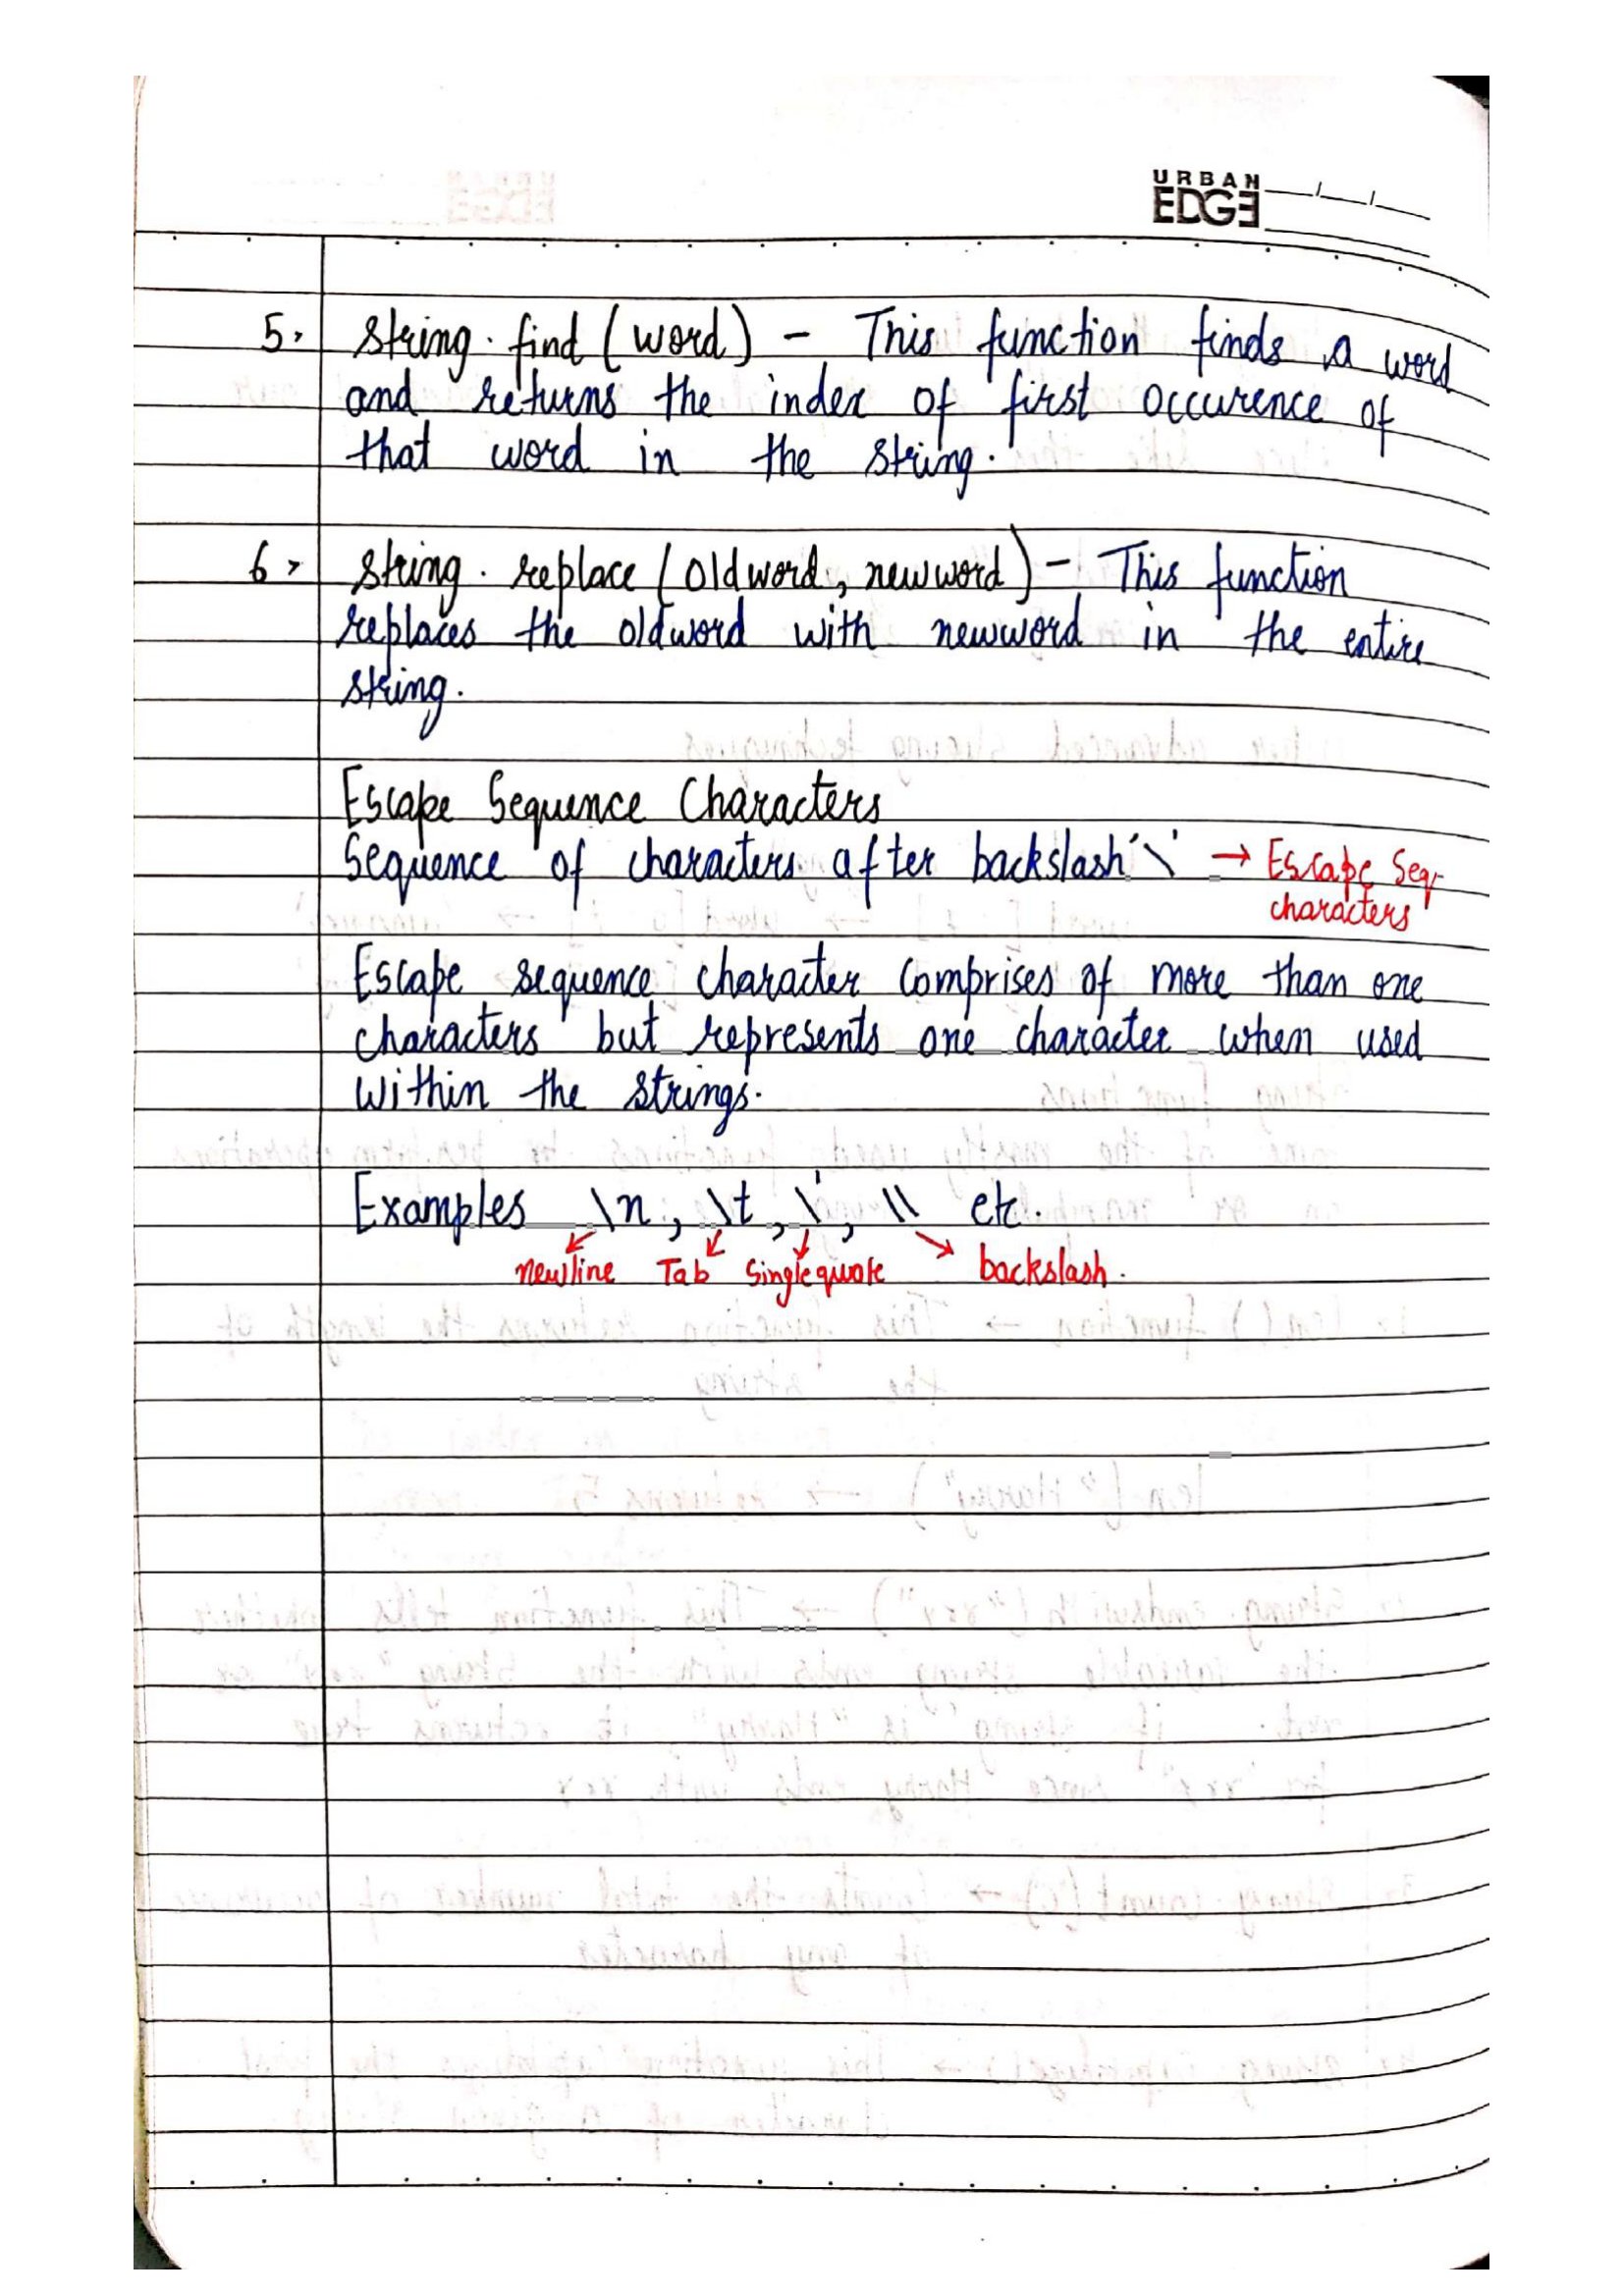 URBAN
EDGE
5. string.find(word) - This function finds a word
and returns the index of first occurence of
that word in the string.
6. string.replace(oldword, newword) - This function
replaces the oldword with newword in the entire
string.
Escape Sequence Characters
Sequence of characters after backslash '\' → Escape Seq.
characters
Escape sequence character comprises of more than one
characters but represents one character when used
within the strings.
Examples \n, \t, \', \\ etc.
newline Tab Singlequote backslash.